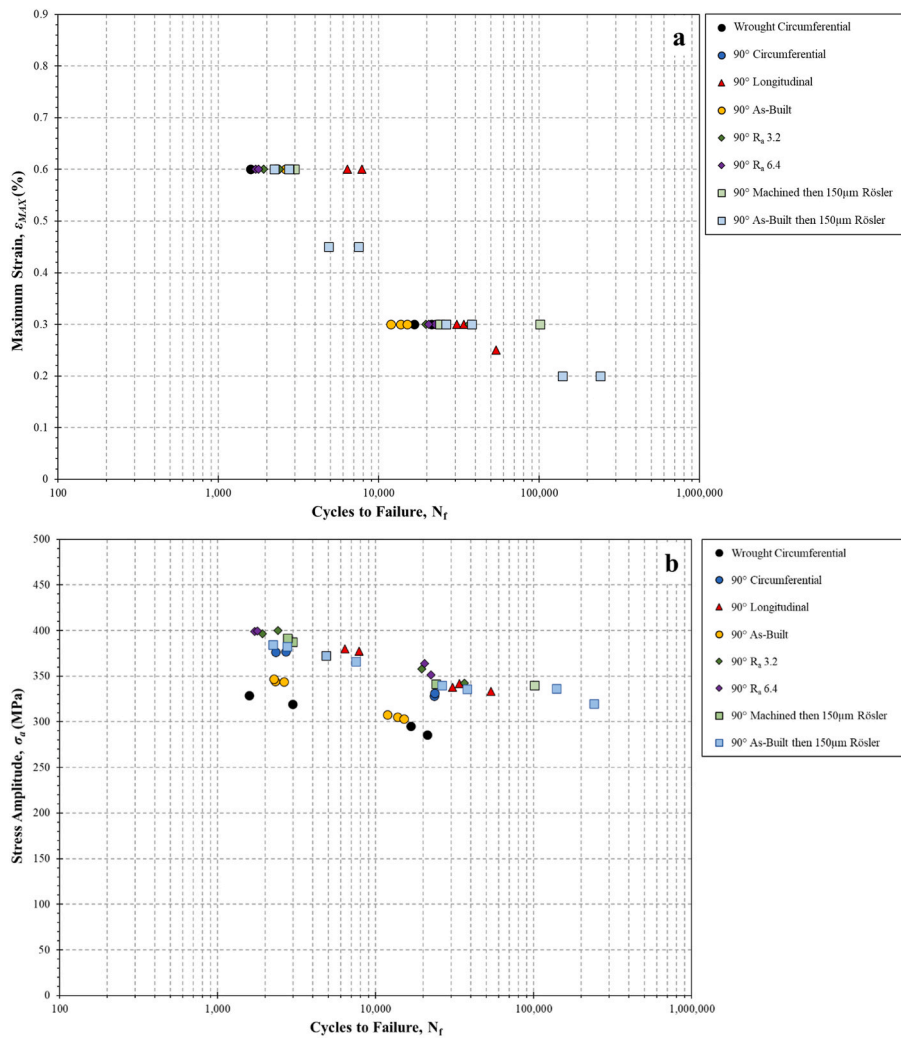 a
0.9
0.8
0.7
0.6
0.5
0.4
0.3
0.2
0.1
0
Maximum Strain, εMAX (%)
100
1,000
10,000
100,000
1,000,000
Cycles to Failure, Nf
Wrought Circumferential
90° Circumferential
90° Longitudinal
90° As-Built
90° Ra 3.2
90° Ra 6.4
90° Machined then 150μm Rösler
90° As-Built then 150μm Rösler
b
500
450
400
350
300
250
200
150
100
50
0
Stress Amplitude, σa (MPa)
100
1,000
10,000
100,000
1,000,000
Cycles to Failure, Nf
Wrought Circumferential
90° Circumferential
90° Longitudinal
90° As-Built
90° Ra 3.2
90° Ra 6.4
90° Machined then 150μm Rösler
90° As-Built then 150μm Rösler